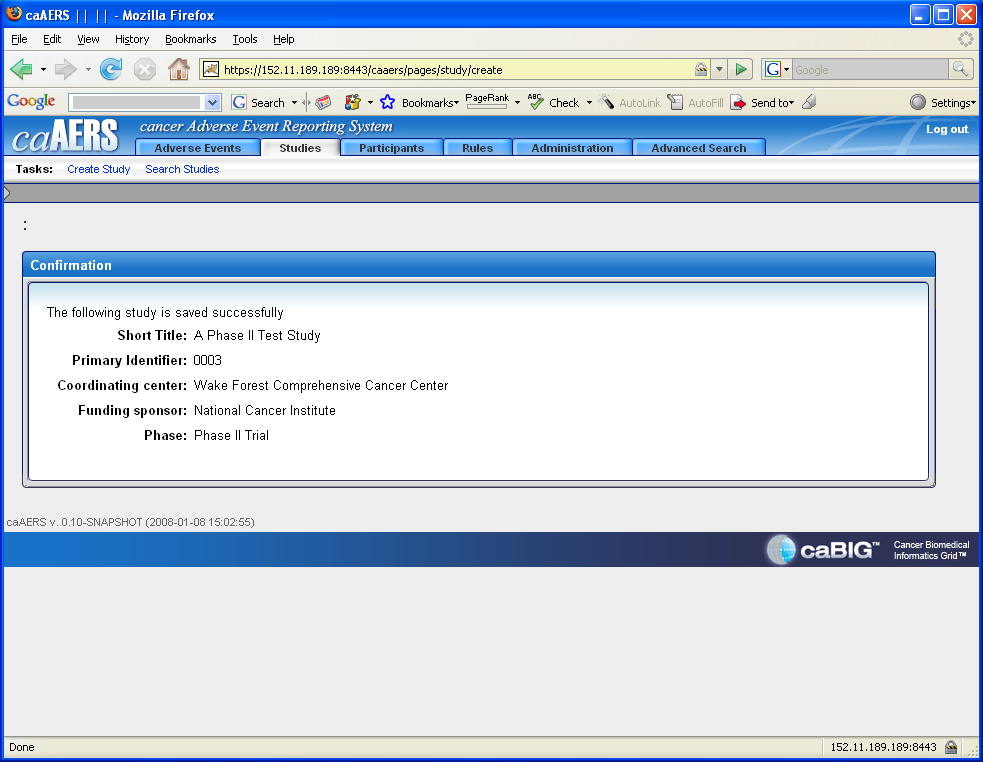 caAERS | | | | - Mozilla Firefox
File Edit View History Bookmarks Tools Help
https://152.11.189.189:8443/caaers/pages/study/create
G Google
Google G Search Bookmarks PageRank ABC Check AutoLink AutoFill Send to Settings
caAERS cancer Adverse Event Reporting System Log out
Adverse Events Studies Participants Rules Administration Advanced Search
Tasks: Create Study Search Studies
:
Confirmation
The following study is saved successfully
Short Title: A Phase II Test Study
Primary Identifier: 0003
Coordinating center: Wake Forest Comprehensive Cancer Center
Funding sponsor: National Cancer Institute
Phase: Phase II Trial
caAERS v. 0.10-SNAPSHOT (2008-01-08 15:02:55)
caBIG™ Cancer Biomedical
Informatics Grid™
Done 152.11.189.189:8443